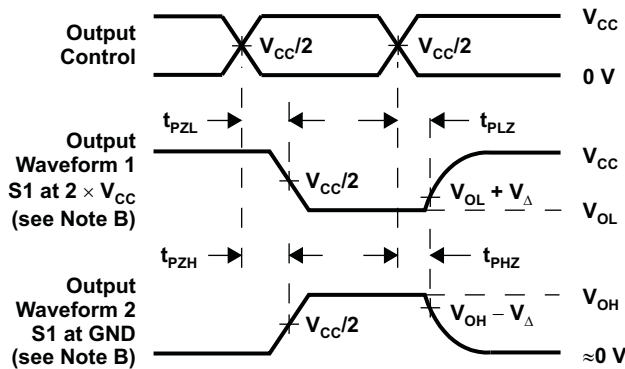 Output
Control
V_CC/2
V_CC/2
V_CC
0 V
t_PZL
t_PLZ
Output
Waveform 1
S1 at 2 × V_CC
(see Note B)
V_CC/2
V_OL + V_Δ
V_CC
V_OL
t_PZH
t_PHZ
Output
Waveform 2
S1 at GND
(see Note B)
V_CC/2
V_OH − V_Δ
V_OH
≈0 V